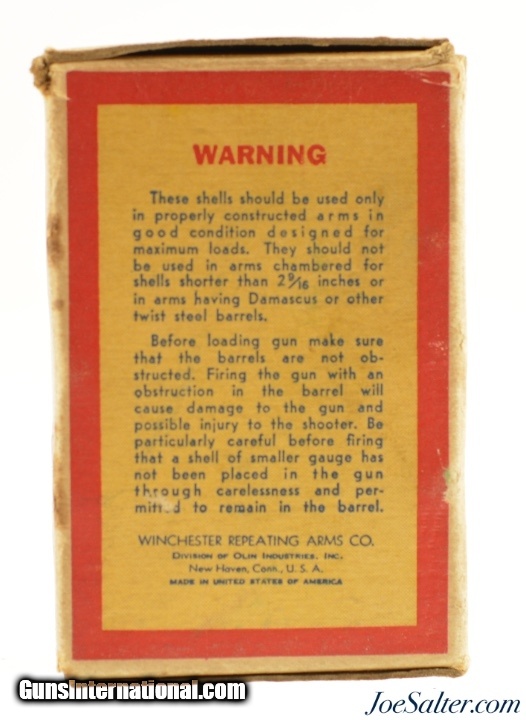 WARNING
These shells should be used only
in properly constructed arms in
good condition designed for
maximum loads. They should not
be used in arms chambered for
shells shorter than 2 9/16 inches or
in arms having Damascus or other
twist steel barrels.
Before loading gun make sure
that the barrels are not ob-
structed. Firing the gun with an
obstruction in the barrel will
cause damage to the gun and
possible injury to the shooter. Be
particularly careful before firing
that a shell of smaller gauge has
not been placed in the gun
through carelessness and per-
mitted to remain in the barrel.
WINCHESTER REPEATING ARMS CO.
DIVISION OF OLIN INDUSTRIES, INC.
New Haven, Conn., U. S. A.
MADE IN UNITED STATES OF AMERICA
GunsInternational.com
JoeSalter.com